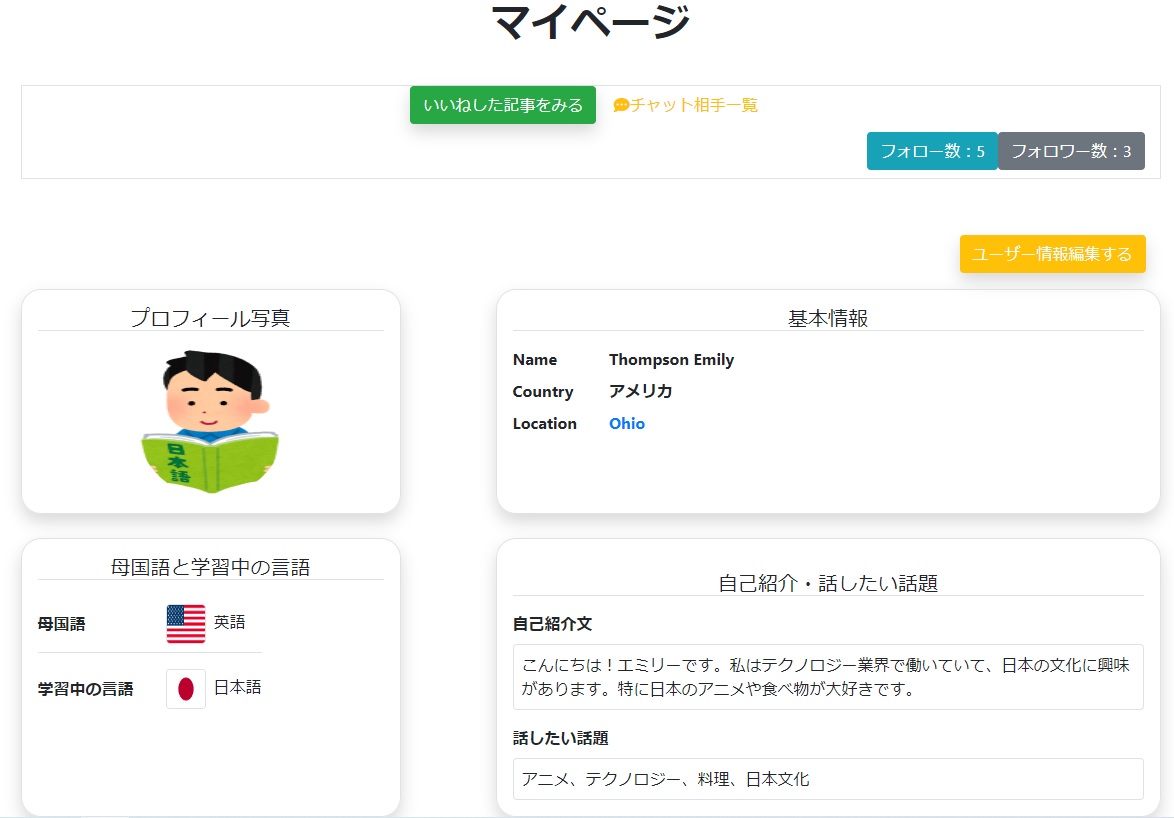 マイページ
いいねした記事をみる
チャット相手一覧
フォロー数：5
フォロワー数：3
ユーザー情報編集する
プロフィール写真
日本語
基本情報
Name Thompson Emily
Country アメリカ
Location Ohio
母国語と学習中の言語
母国語 英語
学習中の言語 日本語
自己紹介・話したい話題
自己紹介文
こんにちは！エミリーです。私はテクノロジー業界で働いていて、日本の文化に興味
があります。特に日本のアニメや食べ物が大好きです。
話したい話題
アニメ、テクノロジー、料理、日本文化